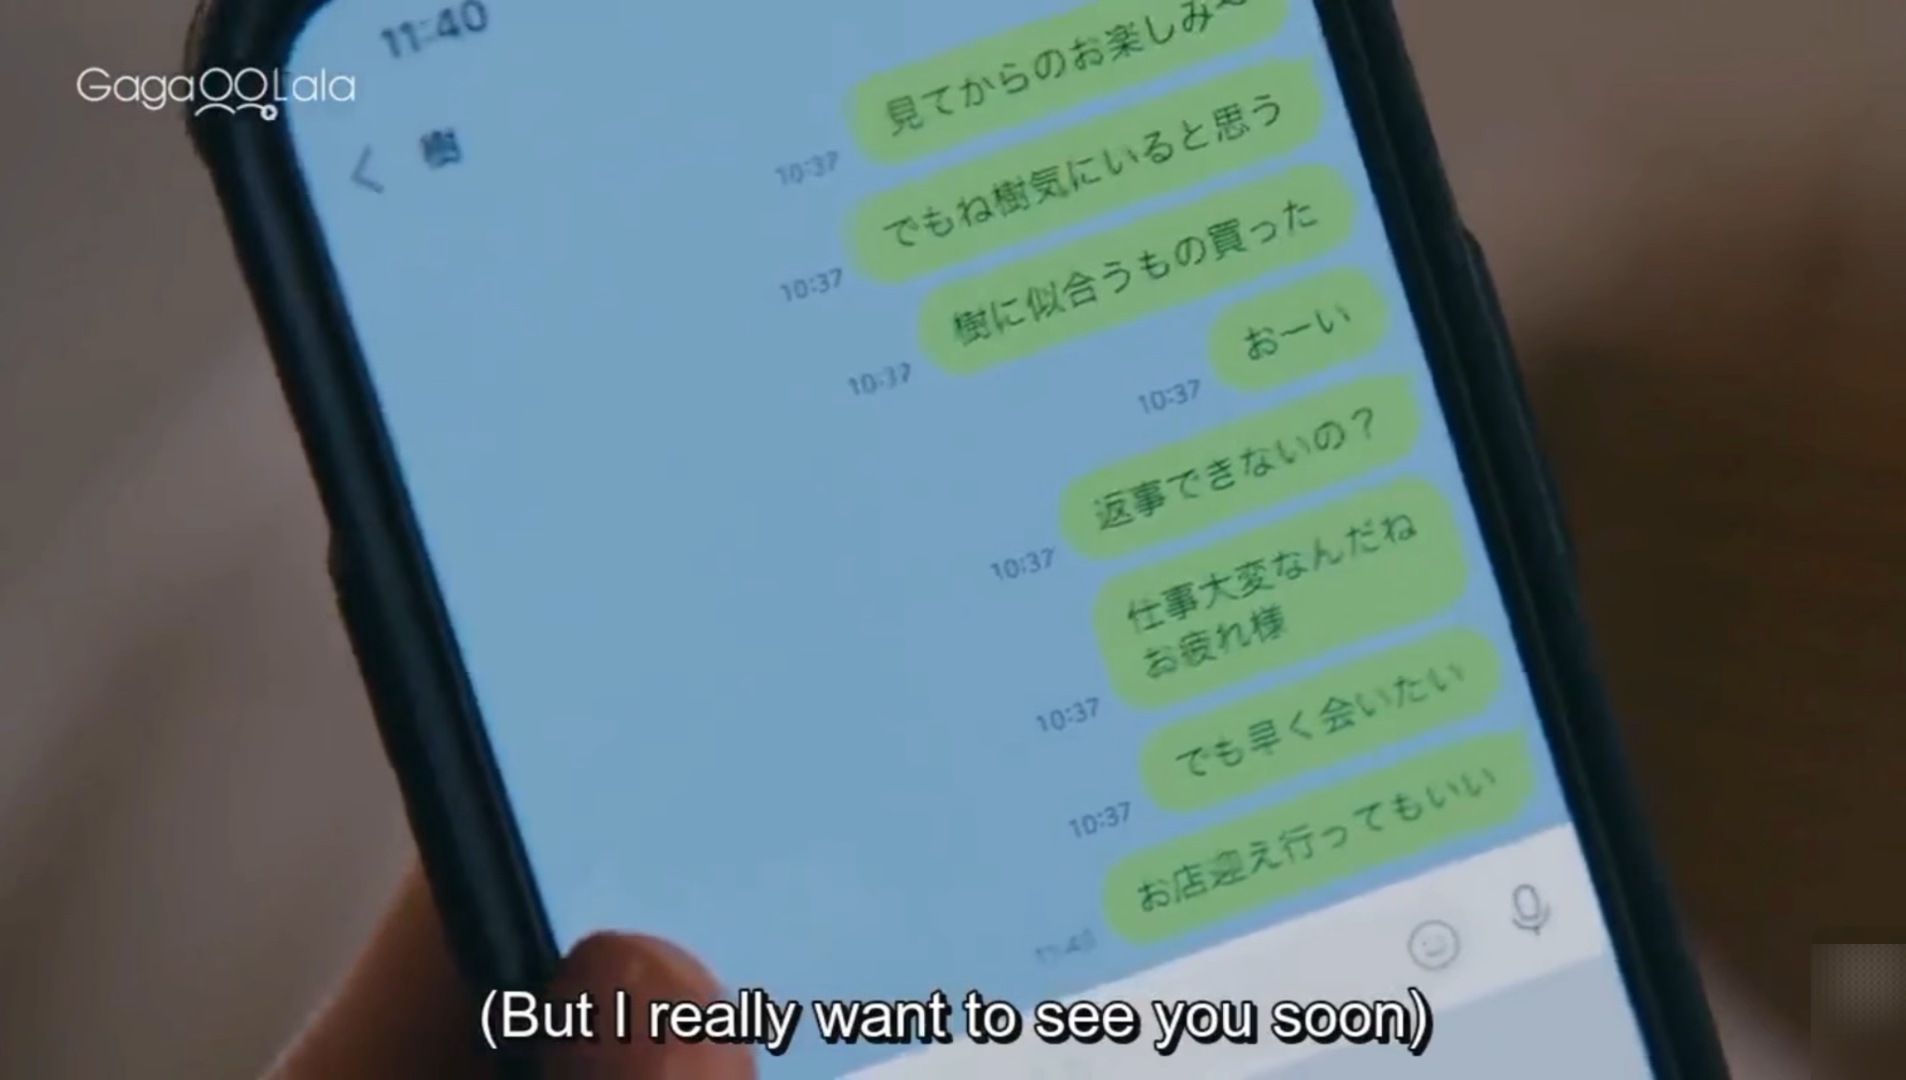 11:40
GagaOOLala
樹
見てからのお楽しみ〜
10:37
でもね樹気にいると思う
10:37
樹に似合うもの買った
10:37
おーい
10:37
返事できないの？
10:37
仕事大変なんだね
お疲れ様
10:37
でも早く会いたい
10:37
お店迎え行ってもいい
(But I really want to see you soon)